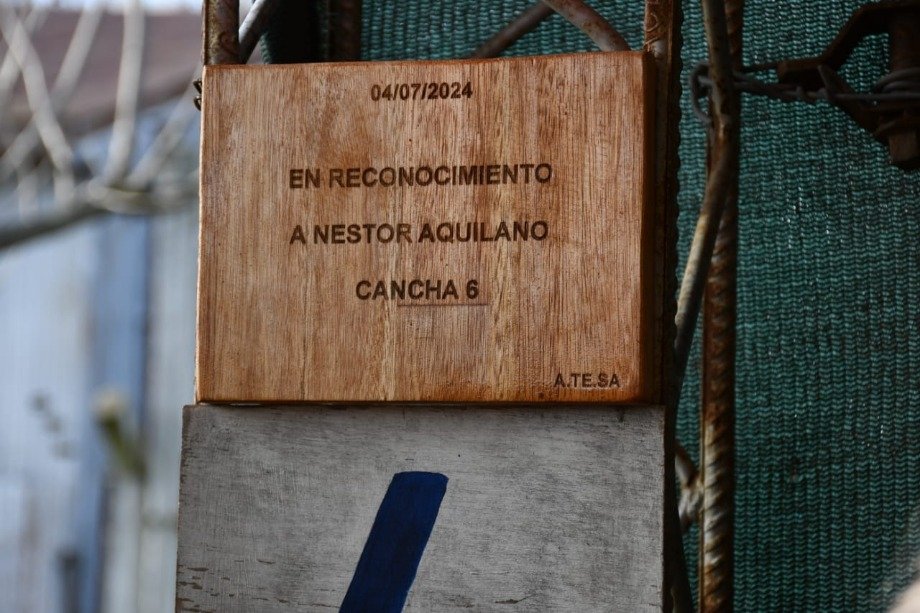 04/07/2024
EN RECONOCIMIENTO
A NESTOR AQUILANO
CANCHA 6
A.TE.SA